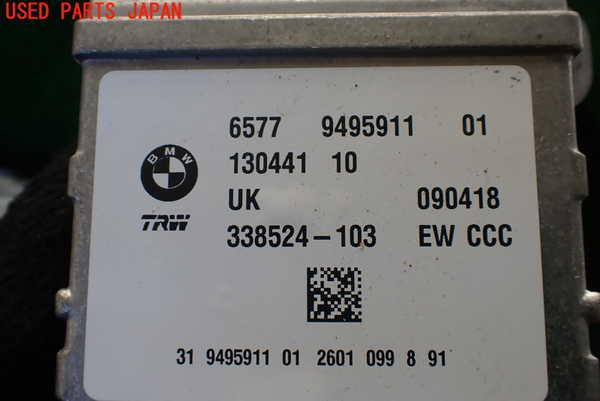 USED PARTS JAPAN
6577 9495911 01
BMW
130441 10
UK 090418
TRW
338524-103 EW CCC
31 9495911 01 2601 099 8 91